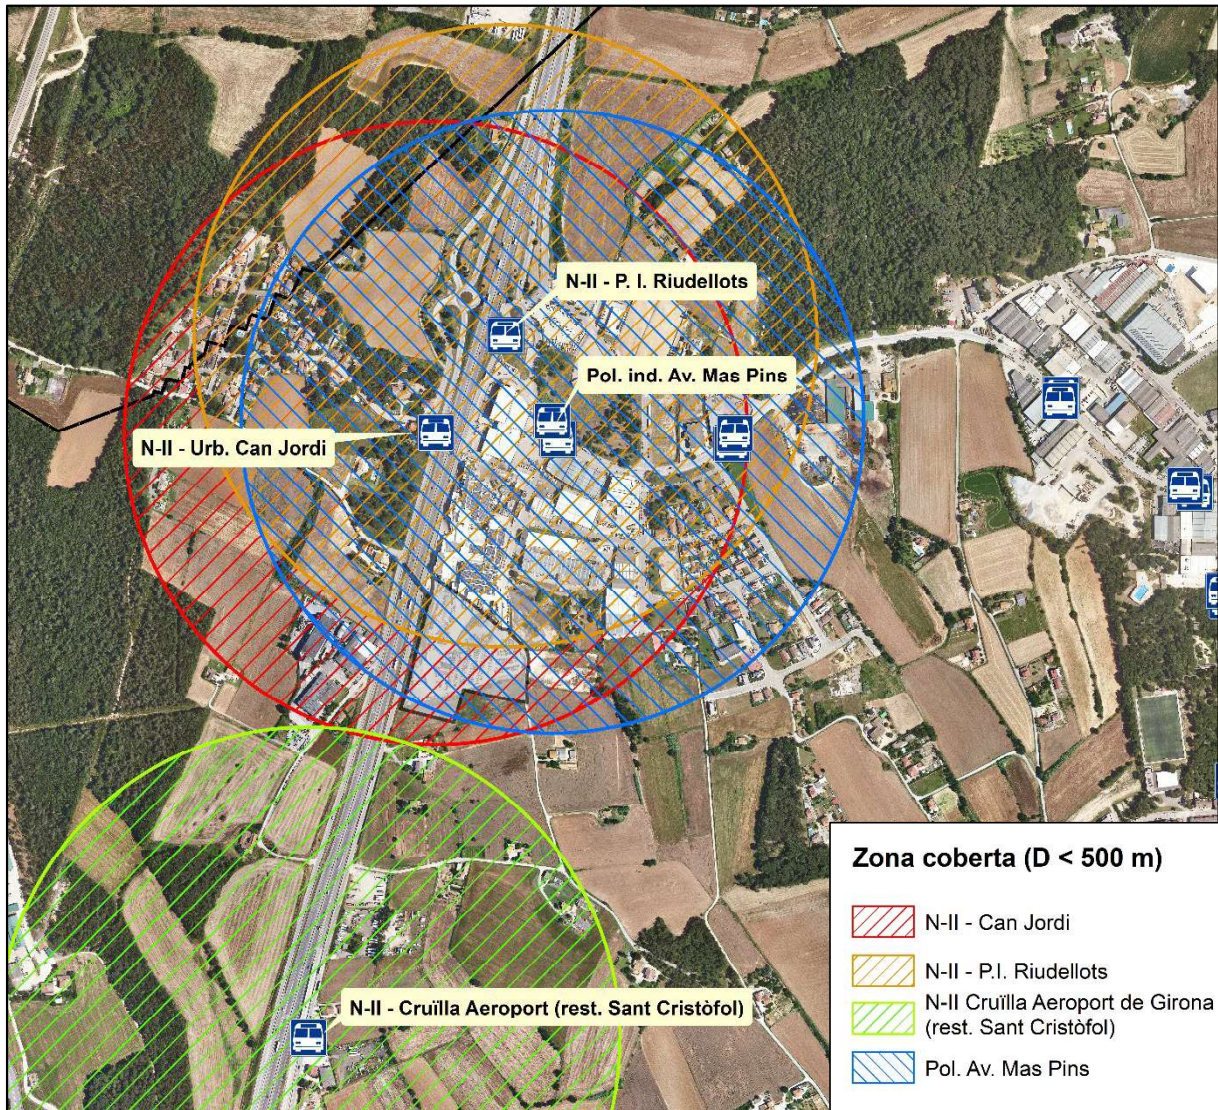 N-II - P. I. Riudellots
Pol. ind. Av. Mas Pins
N-II - Urb. Can Jordi
N-II - Cruïlla Aeroport (rest. Sant Cristòfol)
Zona coberta (D < 500 m)
N-II - Can Jordi
N-II - P.I. Riudellots
N-II Cruïlla Aeroport de Girona
(rest. Sant Cristòfol)
Pol. Av. Mas Pins